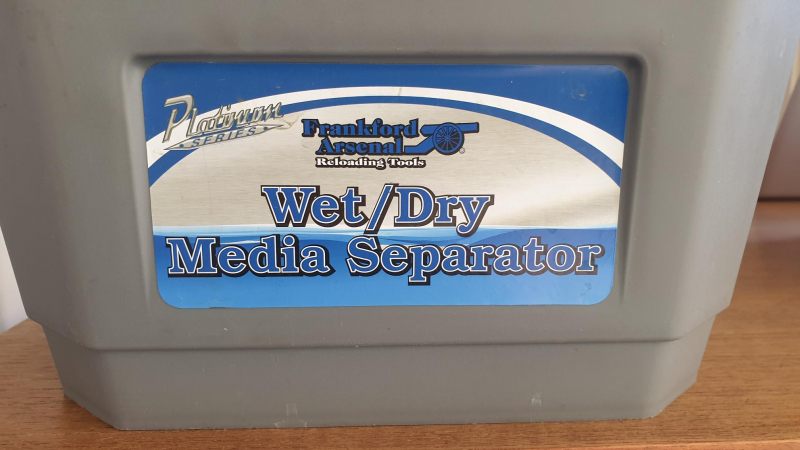 Platinum
SERIES
Frankford
Arsenal
®
Reloading Tools
Wet/Dry
Media Separator